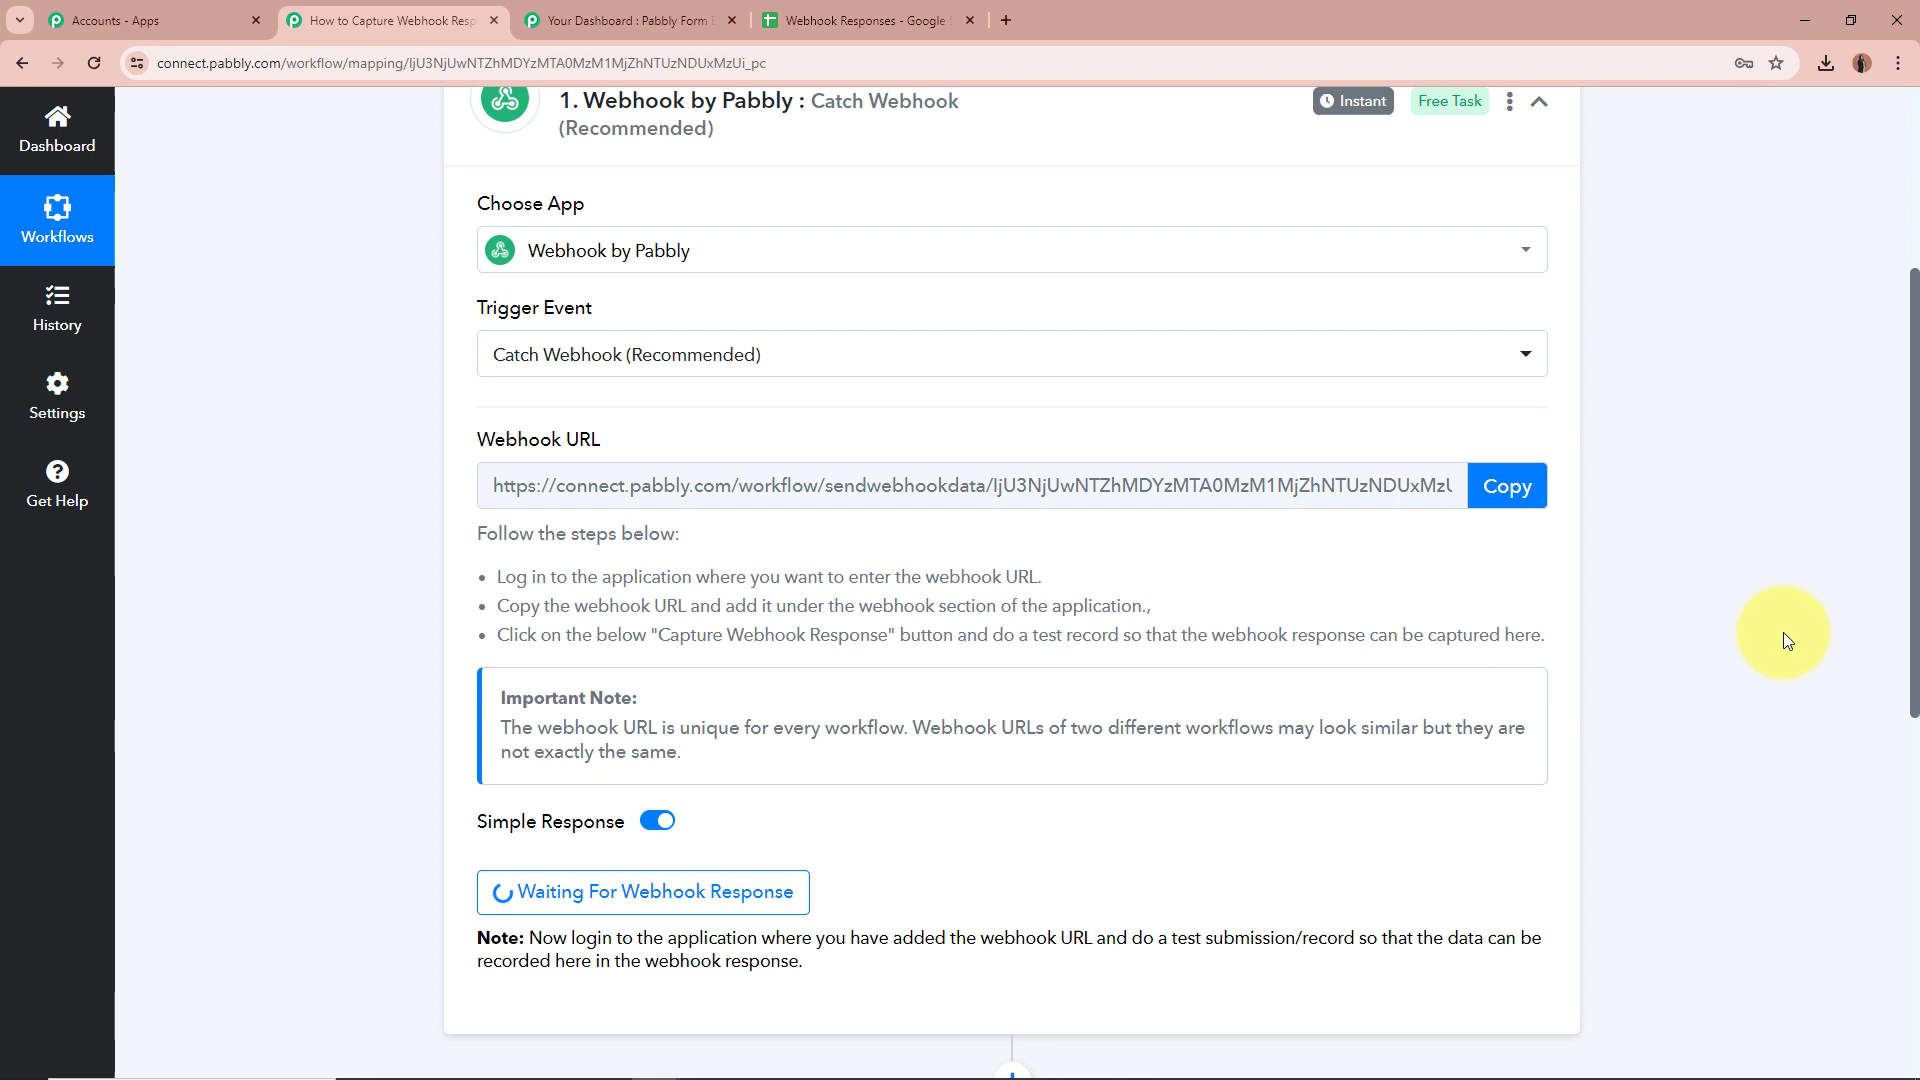 Accounts - Apps
How to Capture Webhook Resp
Your Dashboard : Pabbly Form
Webhook Responses - Google
connect.pabbly.com/workflow/mapping/IjU3NjUwNTZhMDYzMTA0MzM1MjZhNTUzNDUxMzUi_pc
Dashboard
Workflows
History
Settings
Get Help
1. Webhook by Pabbly : Catch Webhook
(Recommended)
Instant
Free Task
Choose App
Webhook by Pabbly
Trigger Event
Catch Webhook (Recommended)
Webhook URL
https://connect.pabbly.com/workflow/sendwebhookdata/IjU3NjUwNTZhMDYzMTA0MzM1MjZhNTUzNDUxMzU
Copy
Follow the steps below:
• Log in to the application where you want to enter the webhook URL.
• Copy the webhook URL and add it under the webhook section of the application.,
• Click on the below "Capture Webhook Response" button and do a test record so that the webhook response can be captured here.
Important Note:
The webhook URL is unique for every workflow. Webhook URLs of two different workflows may look similar but they are
not exactly the same.
Simple Response
Waiting For Webhook Response
Note: Now login to the application where you have added the webhook URL and do a test submission/record so that the data can be
recorded here in the webhook response.